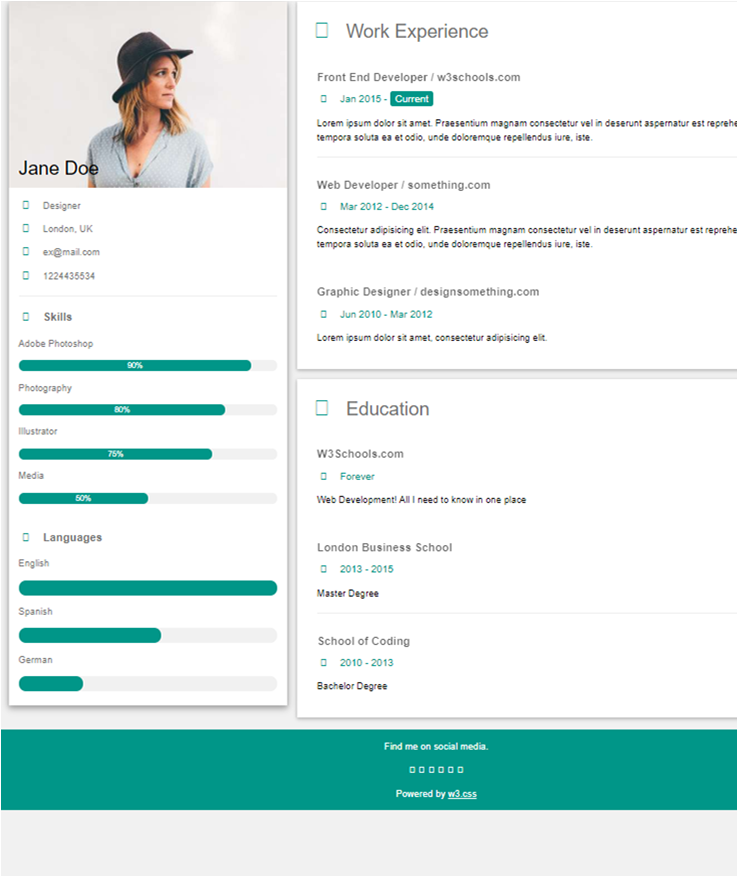 Jane Doe
Designer
London, UK
ex@mail.com
1224435534
Skills
Adobe Photoshop
90%
Photography
80%
Illustrator
75%
Media
50%
Languages
English
Spanish
German
Work Experience
Front End Developer / w3schools.com
Jan 2015 - Current
Lorem ipsum dolor sit amet. Praesentium magnam consectetur vel in deserunt aspernatur est
tempora soluta ea et odio, unde doloremque repellendus iure, iste.
Web Developer / something.com
Mar 2012 - Dec 2014
Consectetur adipisicing elit. Praesentium magnam consectetur vel in deserunt aspernatur est
tempora soluta ea et odio, unde doloremque repellendus iure, iste.
Graphic Designer / designsomething.com
Jun 2010 - Mar 2012
Lorem ipsum dolor sit amet, consectetur adipisicing elit.
Education
W3Schools.com
Forever
Web Development! All I need to know in one place
London Business School
2013 - 2015
Master Degree
School of Coding
2010 - 2013
Bachelor Degree
Find me on social media.
Powered by w3.css